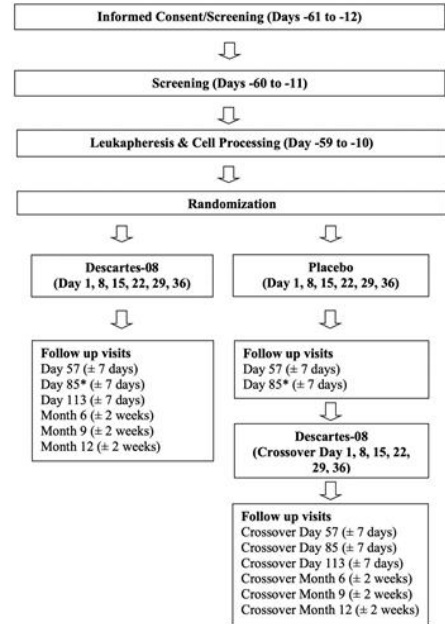 Informed Consent/Screening (Days -61 to -12)
Screening (Days -60 to -11)
Leukapheresis & Cell Processing (Day -59 to -10)
Randomization
Descartes-08
(Day 1, 8, 15, 22, 29, 36)
Follow up visits
Day 57 (± 7 days)
Day 85* (± 7 days)
Day 113 (± 7 days)
Month 6 (± 2 weeks)
Month 9 (± 2 weeks)
Month 12 (± 2 weeks)
Placebo
(Day 1, 8, 15, 22, 29, 36)
Follow up visits
Day 57 (± 7 days)
Day 85* (± 7 days)
Descartes-08
(Crossover Day 1, 8, 15, 22,
29, 36)
Follow up visits
Crossover Day 57 (± 7 days)
Crossover Day 85 (± 7 days)
Crossover Day 113 (± 7 days)
Crossover Month 6 (± 2 weeks)
Crossover Month 9 (± 2 weeks)
Crossover Month 12 (± 2 weeks)